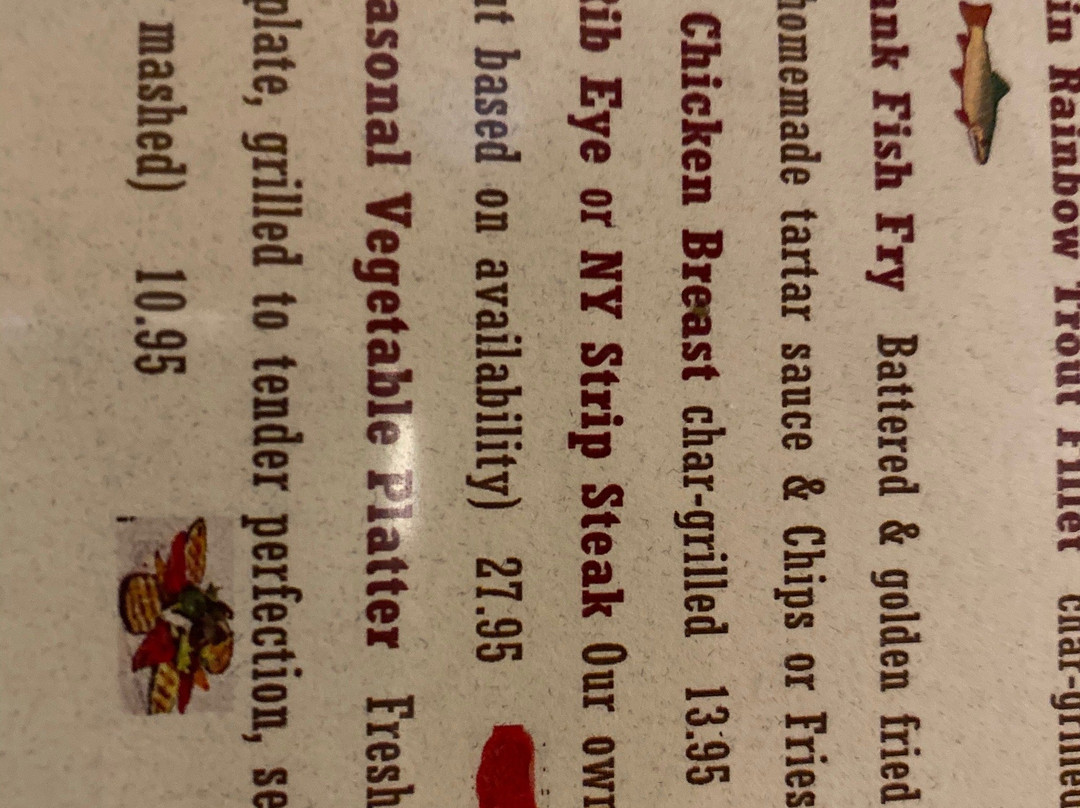 in Rainbow Trout Fillet char-grilled
ank Fish Fry Battered & golden fried
homemade tartar sauce & Chips or Fries
Chicken Breast char-grilled 13.95
Rib Eye or NY Strip Steak Our own
ut based on availability) 27.95
asonal Vegetable Platter Fresh
plate, grilled to tender perfection, se
mashed) 10.95